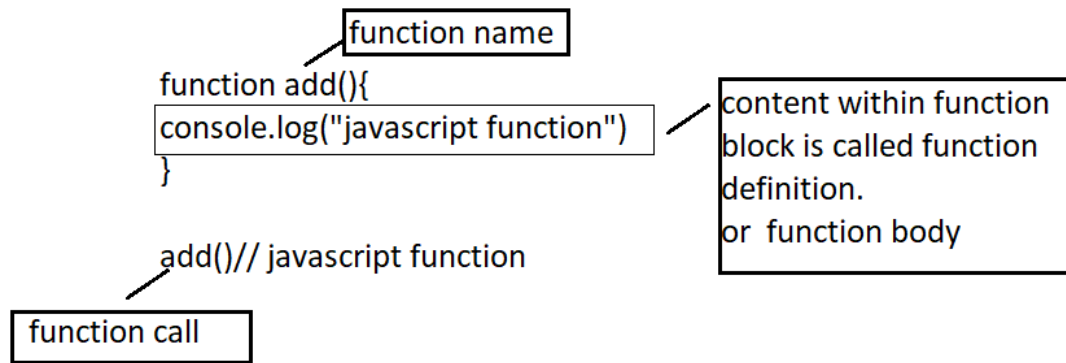 function name
function add(){
console.log("javascript function")
}
content within function
block is called function
definition.
or function body
add()// javascript function
function call